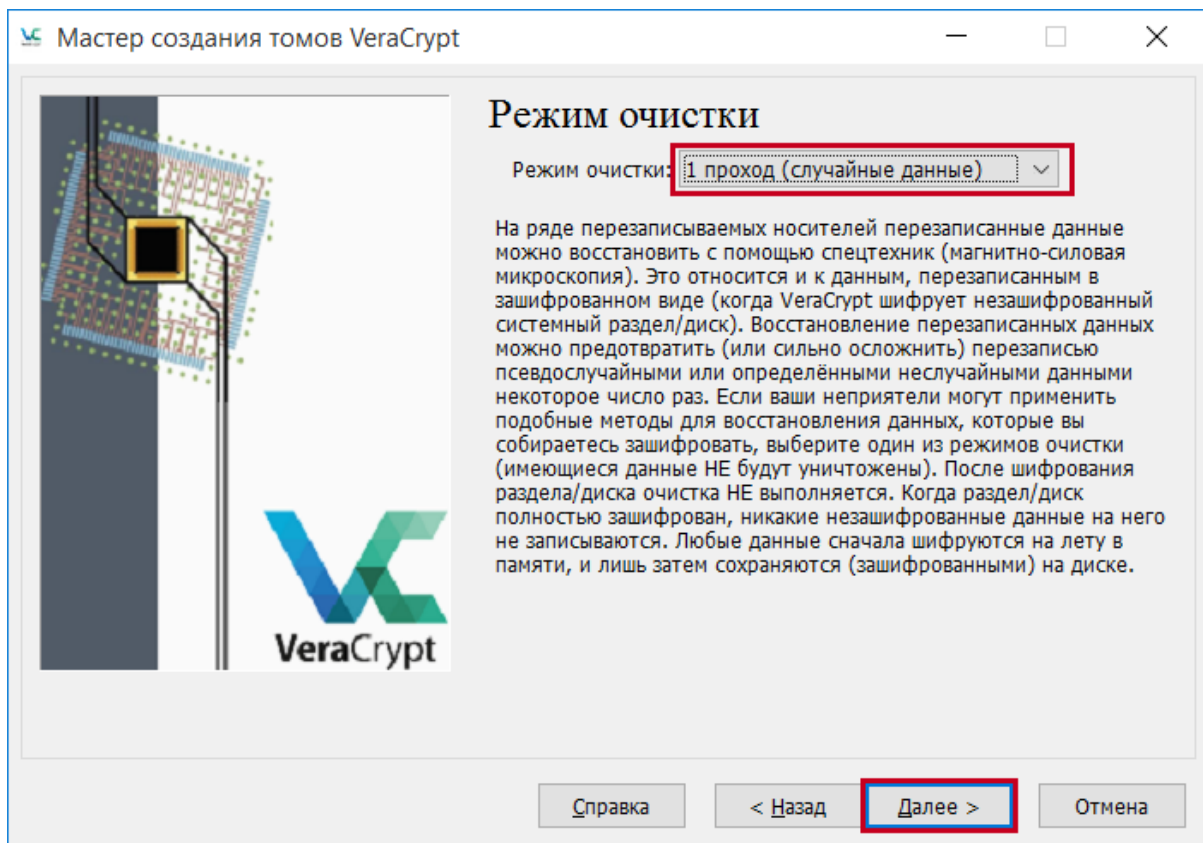 Мастер создания томов VeraCrypt
Режим очистки
Режим очистки: 1 проход (случайные данные)
На ряде перезаписываемых носителей перезаписанные данные
можно восстановить с помощью спецтехник (магнитно-силовая
микроскопия). Это относится и к данным, перезаписанным в
зашифрованном виде (когда VeraCrypt шифрует незашифрованный
системный раздел/диск). Восстановление перезаписанных данных
можно предотвратить (или сильно осложнить) перезаписью
псевдослучайными или определёнными неслучайными данными
некоторое число раз. Если ваши неприятели могут применить
подобные методы для восстановления данных, которые вы
собираетесь зашифровать, выберите один из режимов очистки
(имеющиеся данные НЕ будут уничтожены). После шифрования
раздела/диска очистка НЕ выполняется. Когда раздел/диск
полностью зашифрован, никакие незашифрованные данные на него
не записываются. Любые данные сначала шифруются на лету в
памяти, и лишь затем сохраняются (зашифрованными) на диске.
VeraCrypt
Справка
< Назад
Далее >
Отмена